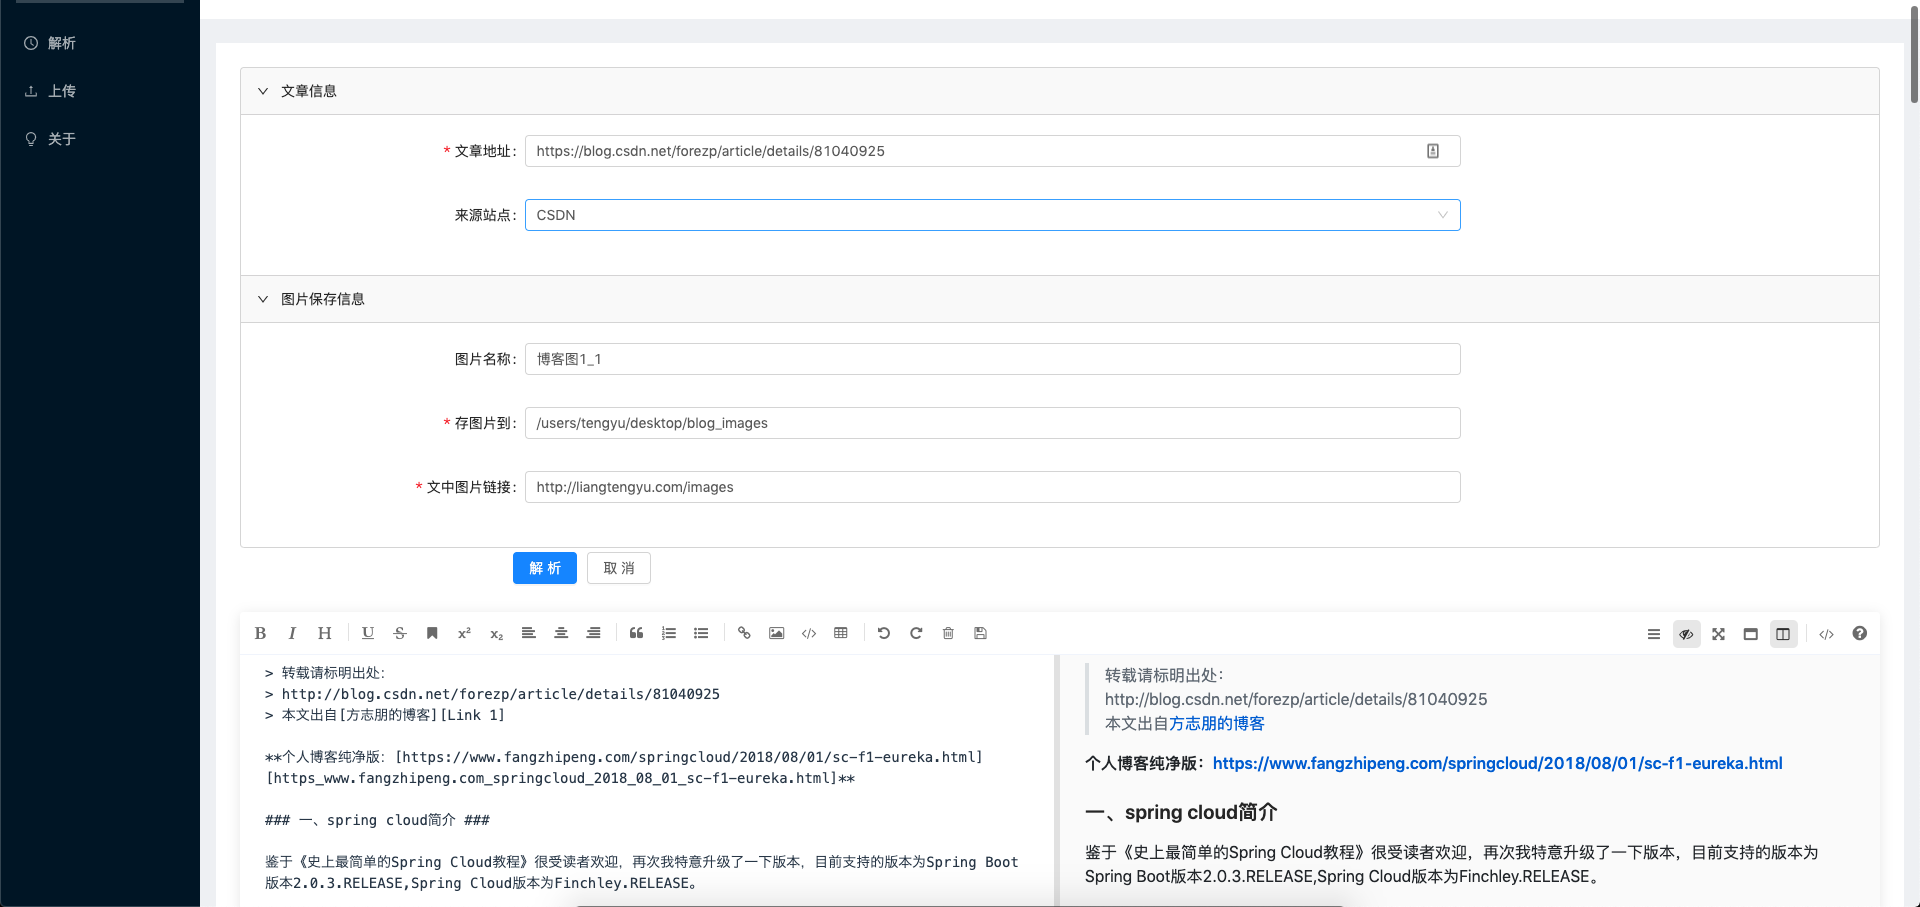 解析
上传
关于
文章信息
* 文章地址: https://blog.csdn.net/forezp/article/details/81040925
来源站点: CSDN
图片保存信息
图片名称: 博客图1_1
* 存图片到: /users/tengyu/desktop/blog_images
* 文中图片链接: http://liangtengyu.com/images
解 析 取 消
B I H U S x² x₂
> 转载请标明出处:
> http://blog.csdn.net/forezp/article/details/81040925
> 本文出自[方志朋的博客][Link 1]
**个人博客纯净版：[https://www.fangzhipeng.com/springcloud/2018/08/01/sc-f1-eureka.html]
[https_www.fangzhipeng.com_springcloud_2018_08_01_sc-f1-eureka.html]**
### 一、spring cloud简介 ###
鉴于《史上最简单的Spring Cloud教程》很受读者欢迎，再次我特意升级了一下版本，目前支持的版本为Spring Boot
版本2.0.3.RELEASE,Spring Cloud版本为Finchley.RELEASE。
转载请标明出处:
http://blog.csdn.net/forezp/article/details/81040925
本文出自方志朋的博客
个人博客纯净版：https://www.fangzhipeng.com/springcloud/2018/08/01/sc-f1-eureka.html
一、spring cloud简介
鉴于《史上最简单的Spring Cloud教程》很受读者欢迎，再次我特意升级了一下版本，目前支持的版本为
Spring Boot版本2.0.3.RELEASE,Spring Cloud版本为Finchley.RELEASE。